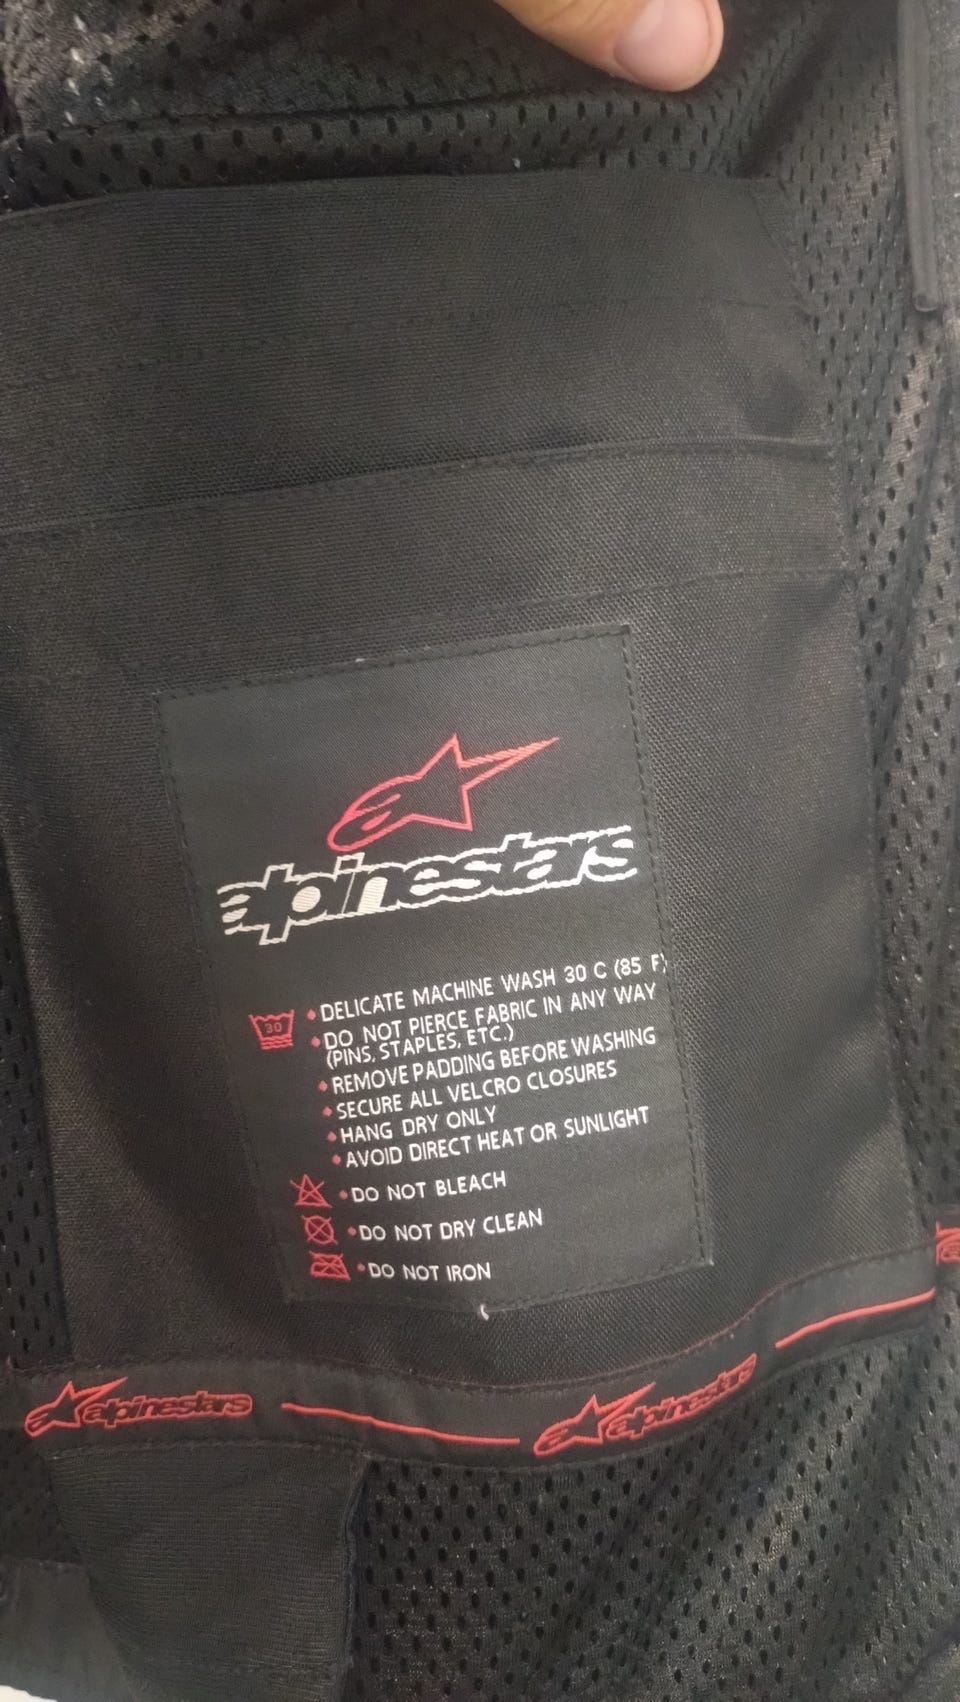 alpinestars
30
• DELICATE MACHINE WASH 30 C (85 F)
• DO NOT PIERCE FABRIC IN ANY WAY
(PINS, STAPLES, ETC.)
• REMOVE PADDING BEFORE WASHING
• SECURE ALL VELCRO CLOSURES
• HANG DRY ONLY
• AVOID DIRECT HEAT OR SUNLIGHT
• DO NOT BLEACH
• DO NOT DRY CLEAN
• DO NOT IRON
alpinestars
alpinestars